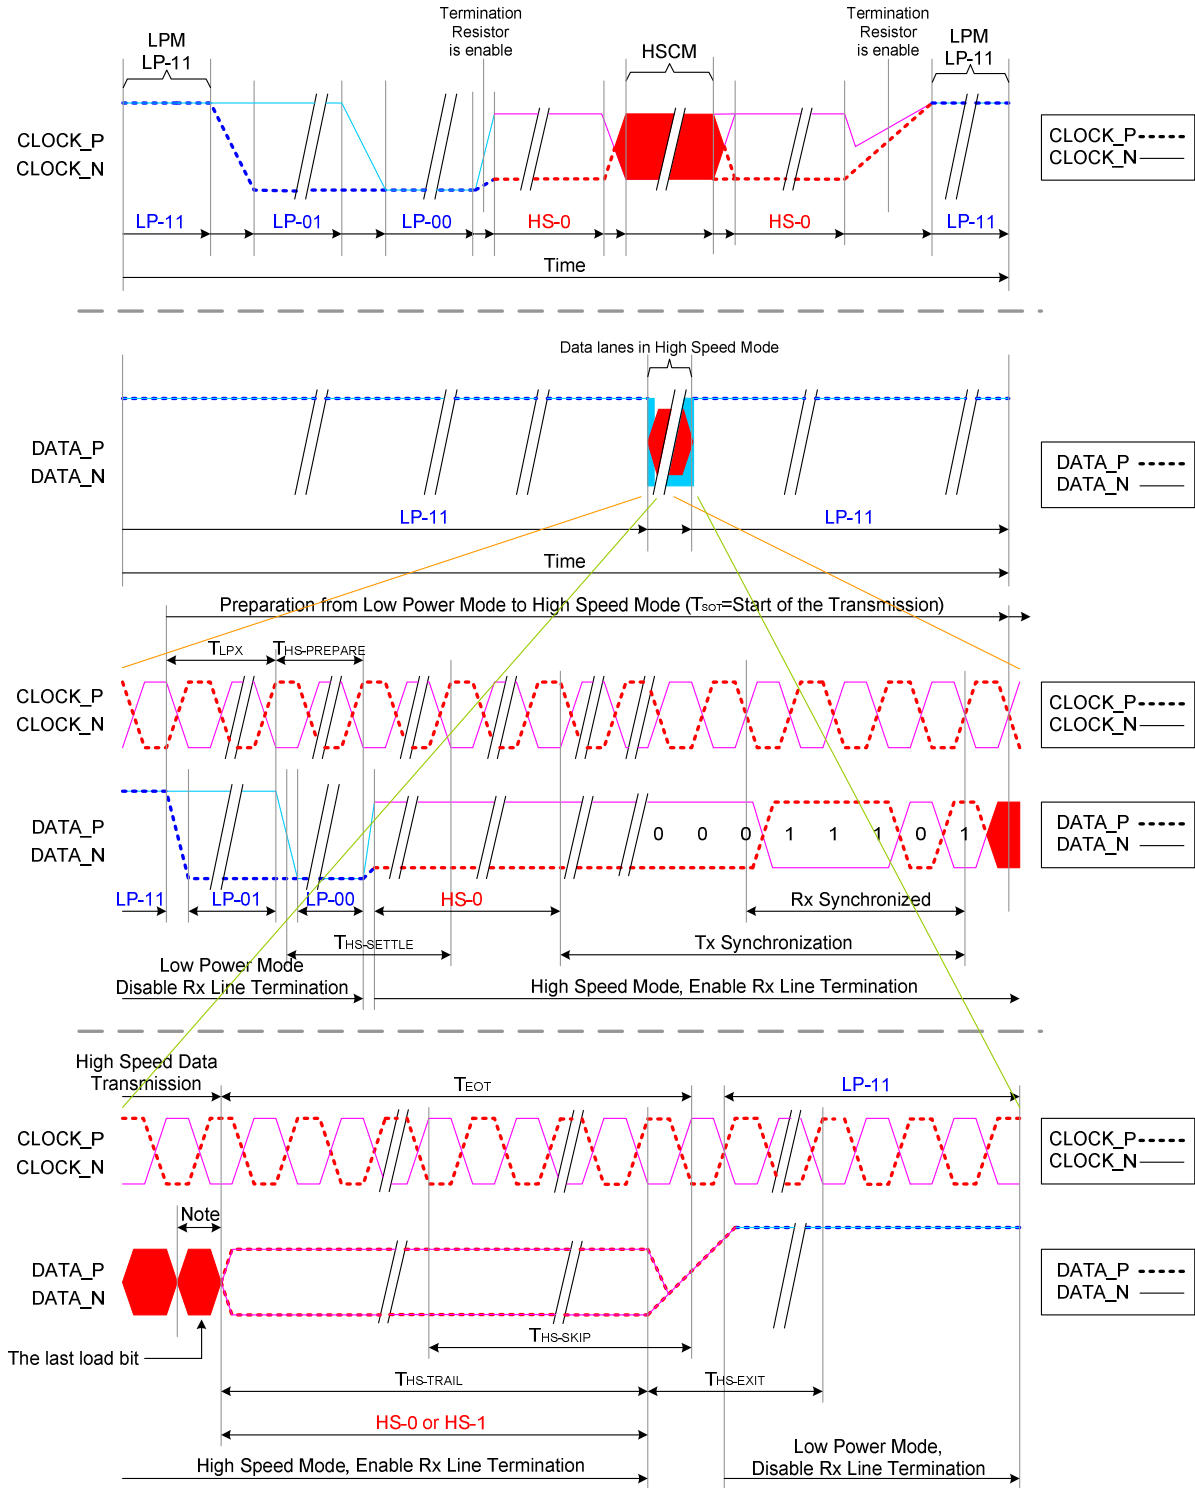 Termination
Resistor
is enable
Termination
Resistor
is enable
LPM
LP-11
HSCM
LPM
LP-11
CLOCK_P
CLOCK_N
CLOCK_P
CLOCK_N
LP-11
LP-01
LP-00
HS-0
HS-0
LP-11
Time
Data lanes in High Speed Mode
DATA_P
DATA_N
DATA_P
DATA_N
LP-11
LP-11
Time
Preparation from Low Power Mode to High Speed Mode (TSOT=Start of the Transmission)
TLPX
THS-PREPARE
CLOCK_P
CLOCK_N
CLOCK_P
CLOCK_N
DATA_P
DATA_N
0 0 0 1 1 1 0 1
DATA_P
DATA_N
LP-11
LP-01
LP-00
HS-0
Rx Synchronized
THS-SETTLE
Tx Synchronization
Low Power Mode
Disable Rx Line Termination
High Speed Mode, Enable Rx Line Termination
High Speed Data
Transmission
TEOT
LP-11
CLOCK_P
CLOCK_N
CLOCK_P
CLOCK_N
Note
DATA_P
DATA_N
DATA_P
DATA_N
THS-SKIP
The last load bit
THS-TRAIL
THS-EXIT
HS-0 or HS-1
High Speed Mode, Enable Rx Line Termination
Low Power Mode,
Disable Rx Line Termination